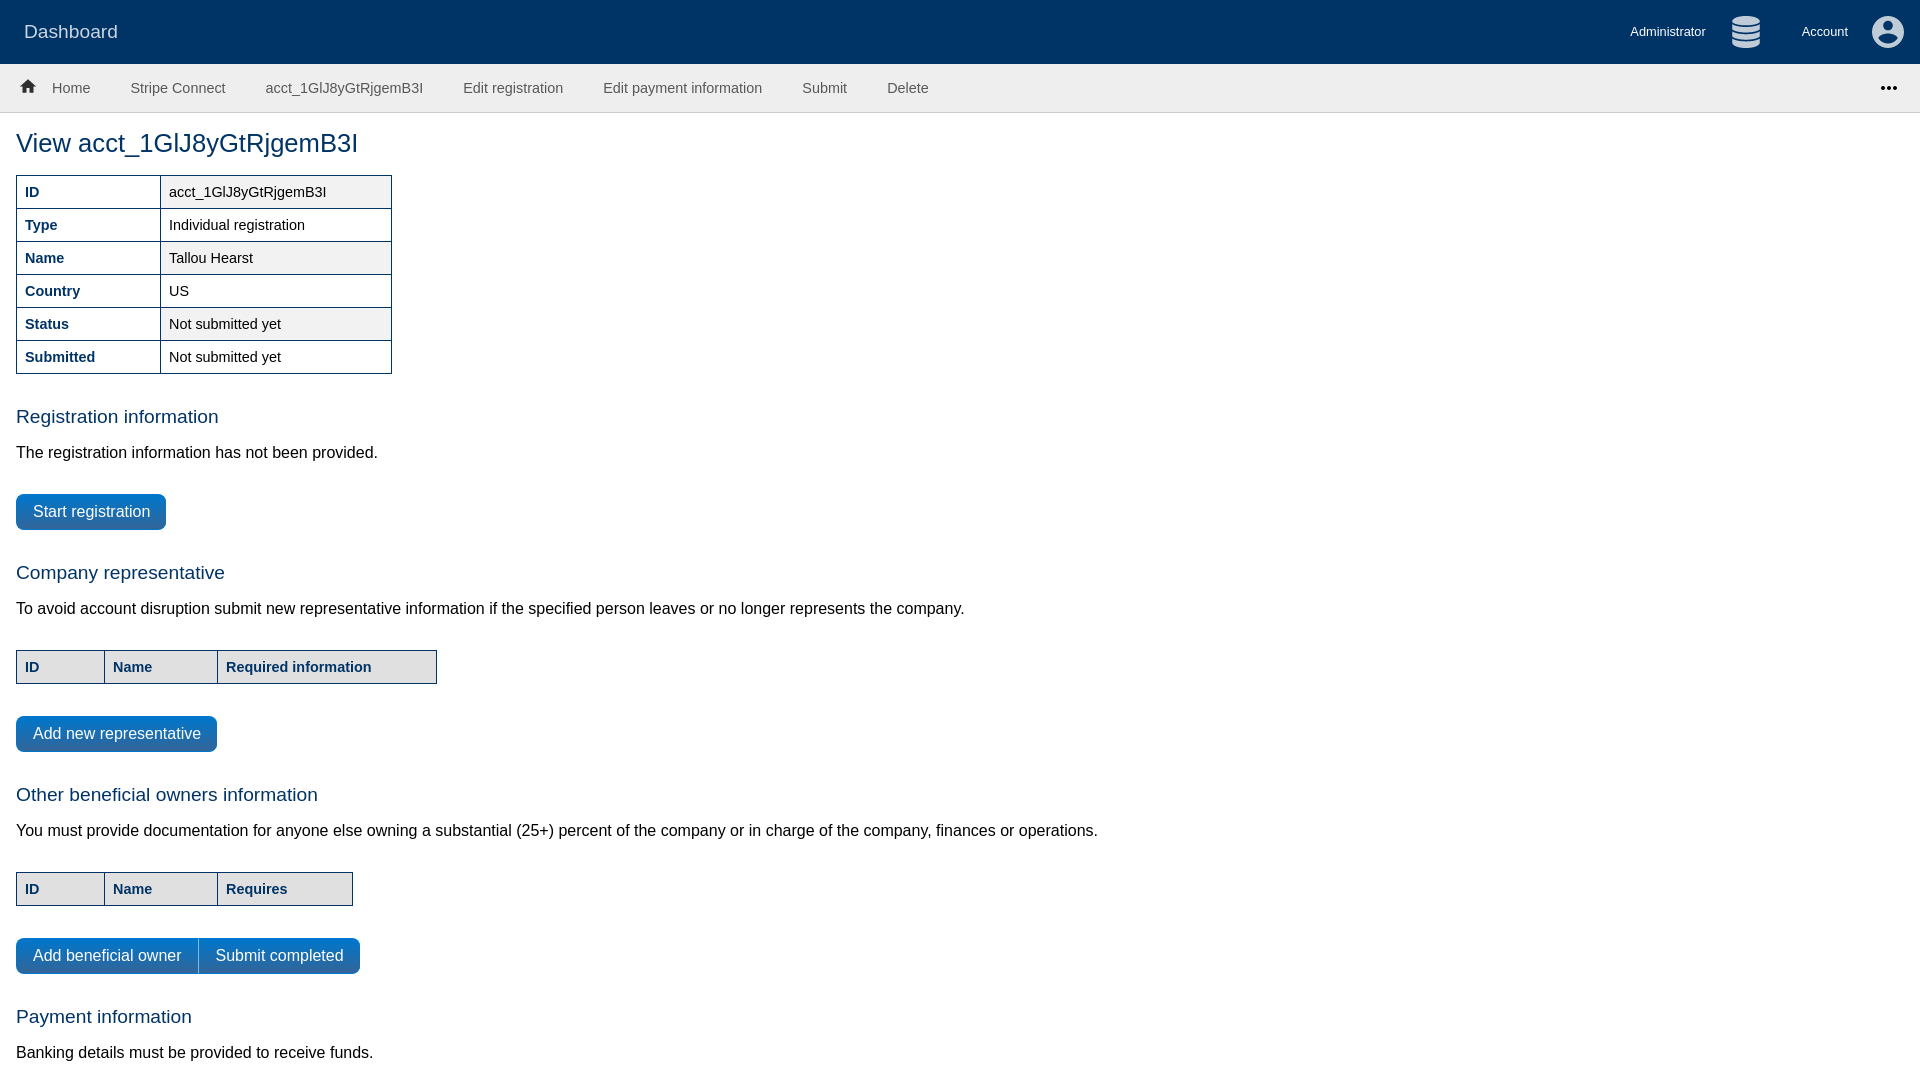 Dashboard
Administrator
Account
Home
Stripe Connect
acct_1GlJ8yGtRjgemB3I
Edit registration
Edit payment information
Submit
Delete
View acct_1GlJ8yGtRjgemB3I
ID acct_1GlJ8yGtRjgemB3I
Type Individual registration
Name Tallou Hearst
Country US
Status Not submitted yet
Submitted Not submitted yet
Registration information
The registration information has not been provided.
Start registration
Company representative
To avoid account disruption submit new representative information if the specified person leaves or no longer represents the company.
ID Name Required information
Add new representative
Other beneficial owners information
You must provide documentation for anyone else owning a substantial (25+) percent of the company or in charge of the company, finances or operations.
ID Name Requires
Add beneficial owner Submit completed
Payment information
Banking details must be provided to receive funds.